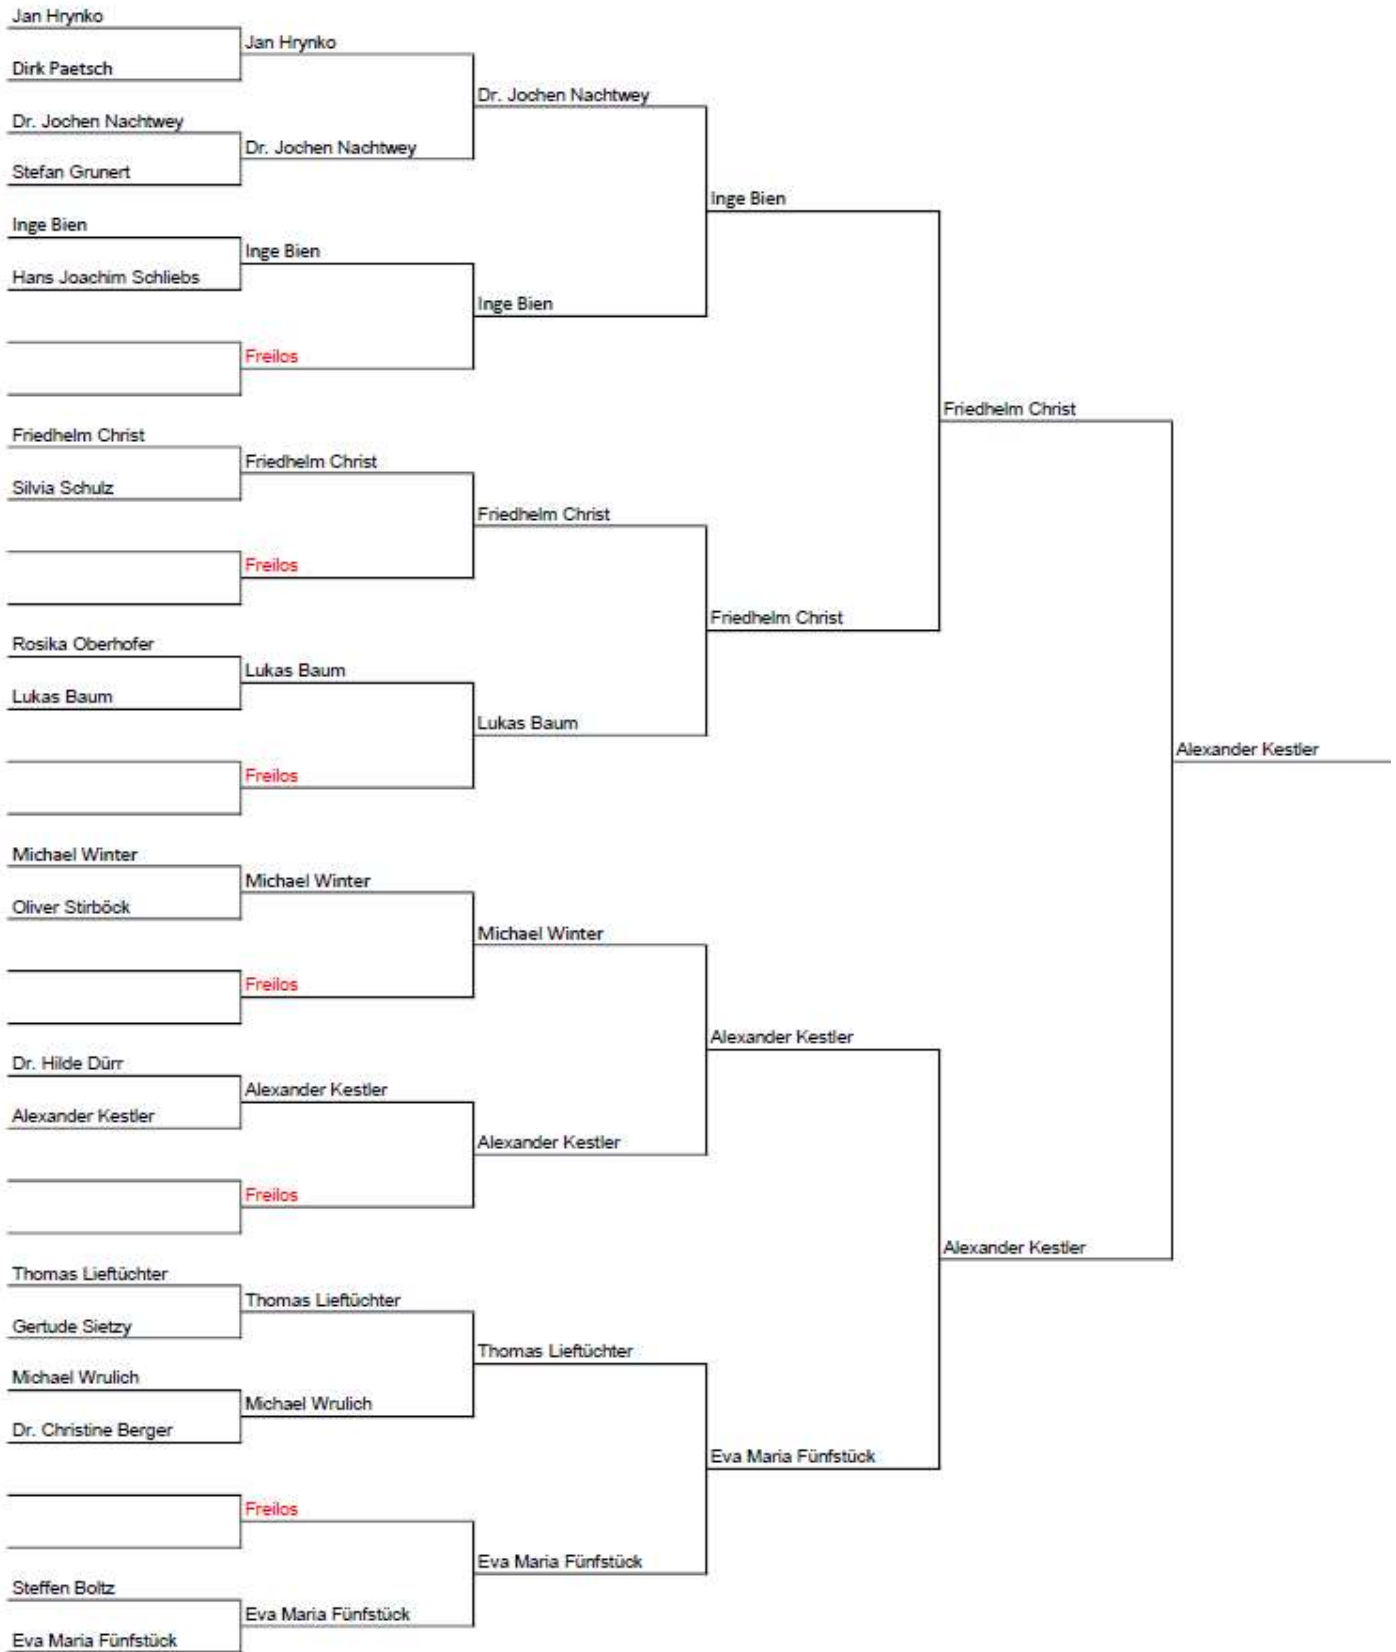 Jan Hrynko
Jan Hrynko
Dirk Paetsch
Dr. Jochen Nachtwey
Dr. Jochen Nachtwey
Dr. Jochen Nachtwey
Stefan Grunert
Inge Bien
Inge Bien
Inge Bien
Hans Joachim Schliebs
Inge Bien
Freilos
Friedhelm Christ
Friedhelm Christ
Friedhelm Christ
Silvia Schulz
Friedhelm Christ
Freilos
Friedhelm Christ
Rosika Oberhofer
Lukas Baum
Lukas Baum
Lukas Baum
Alexander Kestler
Freilos
Michael Winter
Michael Winter
Oliver Stirböck
Michael Winter
Freilos
Alexander Kestler
Dr. Hilde Dürr
Alexander Kestler
Alexander Kestler
Alexander Kestler
Freilos
Alexander Kestler
Thomas Lieftüchter
Thomas Lieftüchter
Gertude Sietzy
Thomas Lieftüchter
Michael Wrulich
Michael Wrulich
Dr. Christine Berger
Eva Maria Fünfstück
Freilos
Eva Maria Fünfstück
Steffen Boltz
Eva Maria Fünfstück
Eva Maria Fünfstück